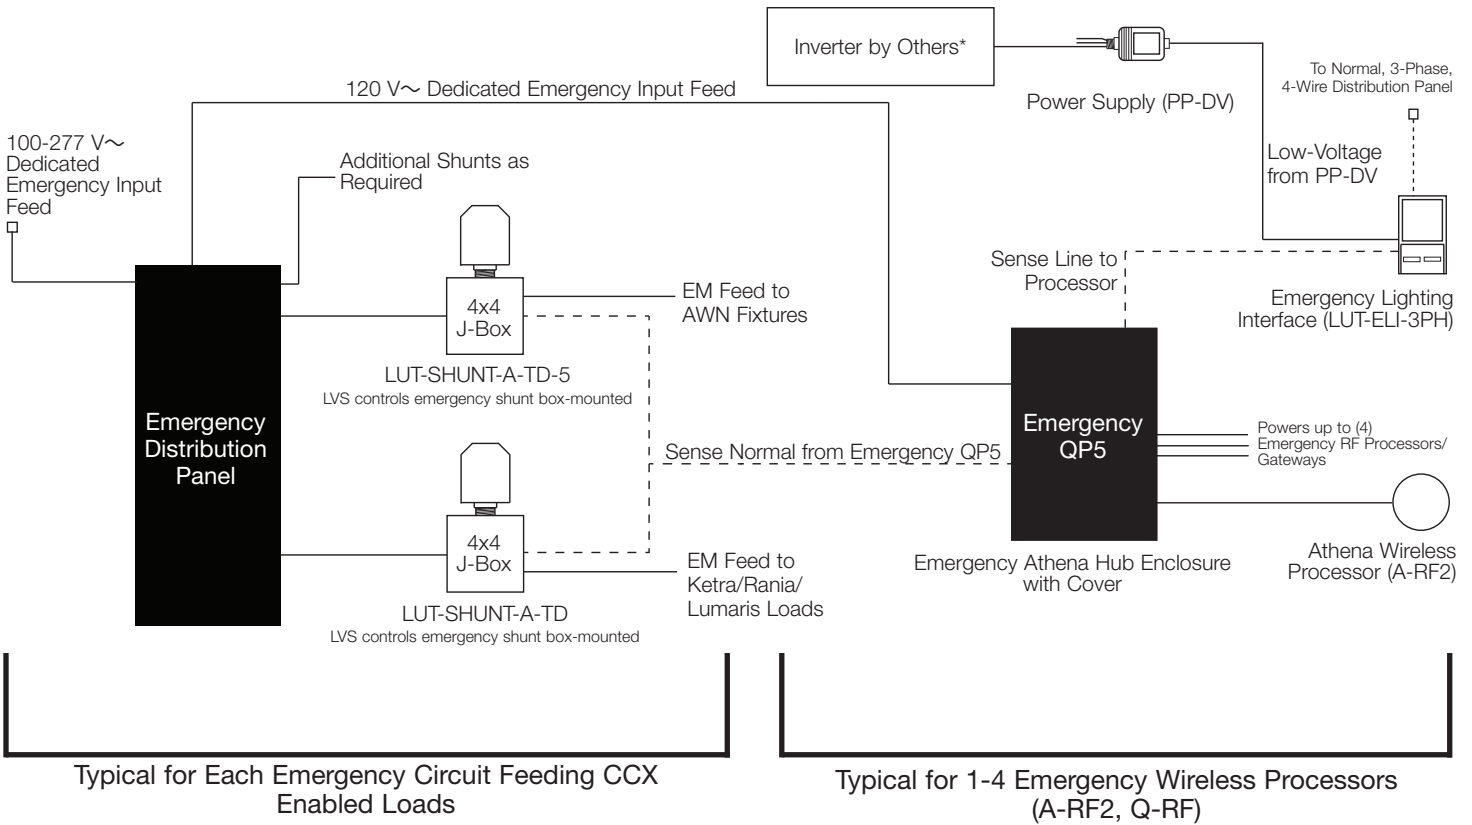 Inverter by Others*
Power Supply (PP-DV)
To Normal, 3-Phase,
4-Wire Distribution Panel
120 V～ Dedicated Emergency Input Feed
100-277 V～
Dedicated
Emergency Input
Feed
Additional Shunts as
Required
Low-Voltage
from PP-DV
Sense Line to
Processor
Emergency Lighting
Interface (LUT-ELI-3PH)
4x4
J-Box
EM Feed to
AWN Fixtures
LUT-SHUNT-A-TD-5
LVS controls emergency shunt box-mounted
Emergency
Distribution
Panel
Sense Normal from Emergency QP5
Emergency
QP5
Powers up to (4)
Emergency RF Processors/
Gateways
4x4
J-Box
EM Feed to
Ketra/Rania/
Lumaris Loads
LUT-SHUNT-A-TD
LVS controls emergency shunt box-mounted
Emergency Athena Hub Enclosure
with Cover
Athena Wireless
Processor (A-RF2)
Typical for Each Emergency Circuit Feeding CCX
Enabled Loads
Typical for 1-4 Emergency Wireless Processors
(A-RF2, Q-RF)